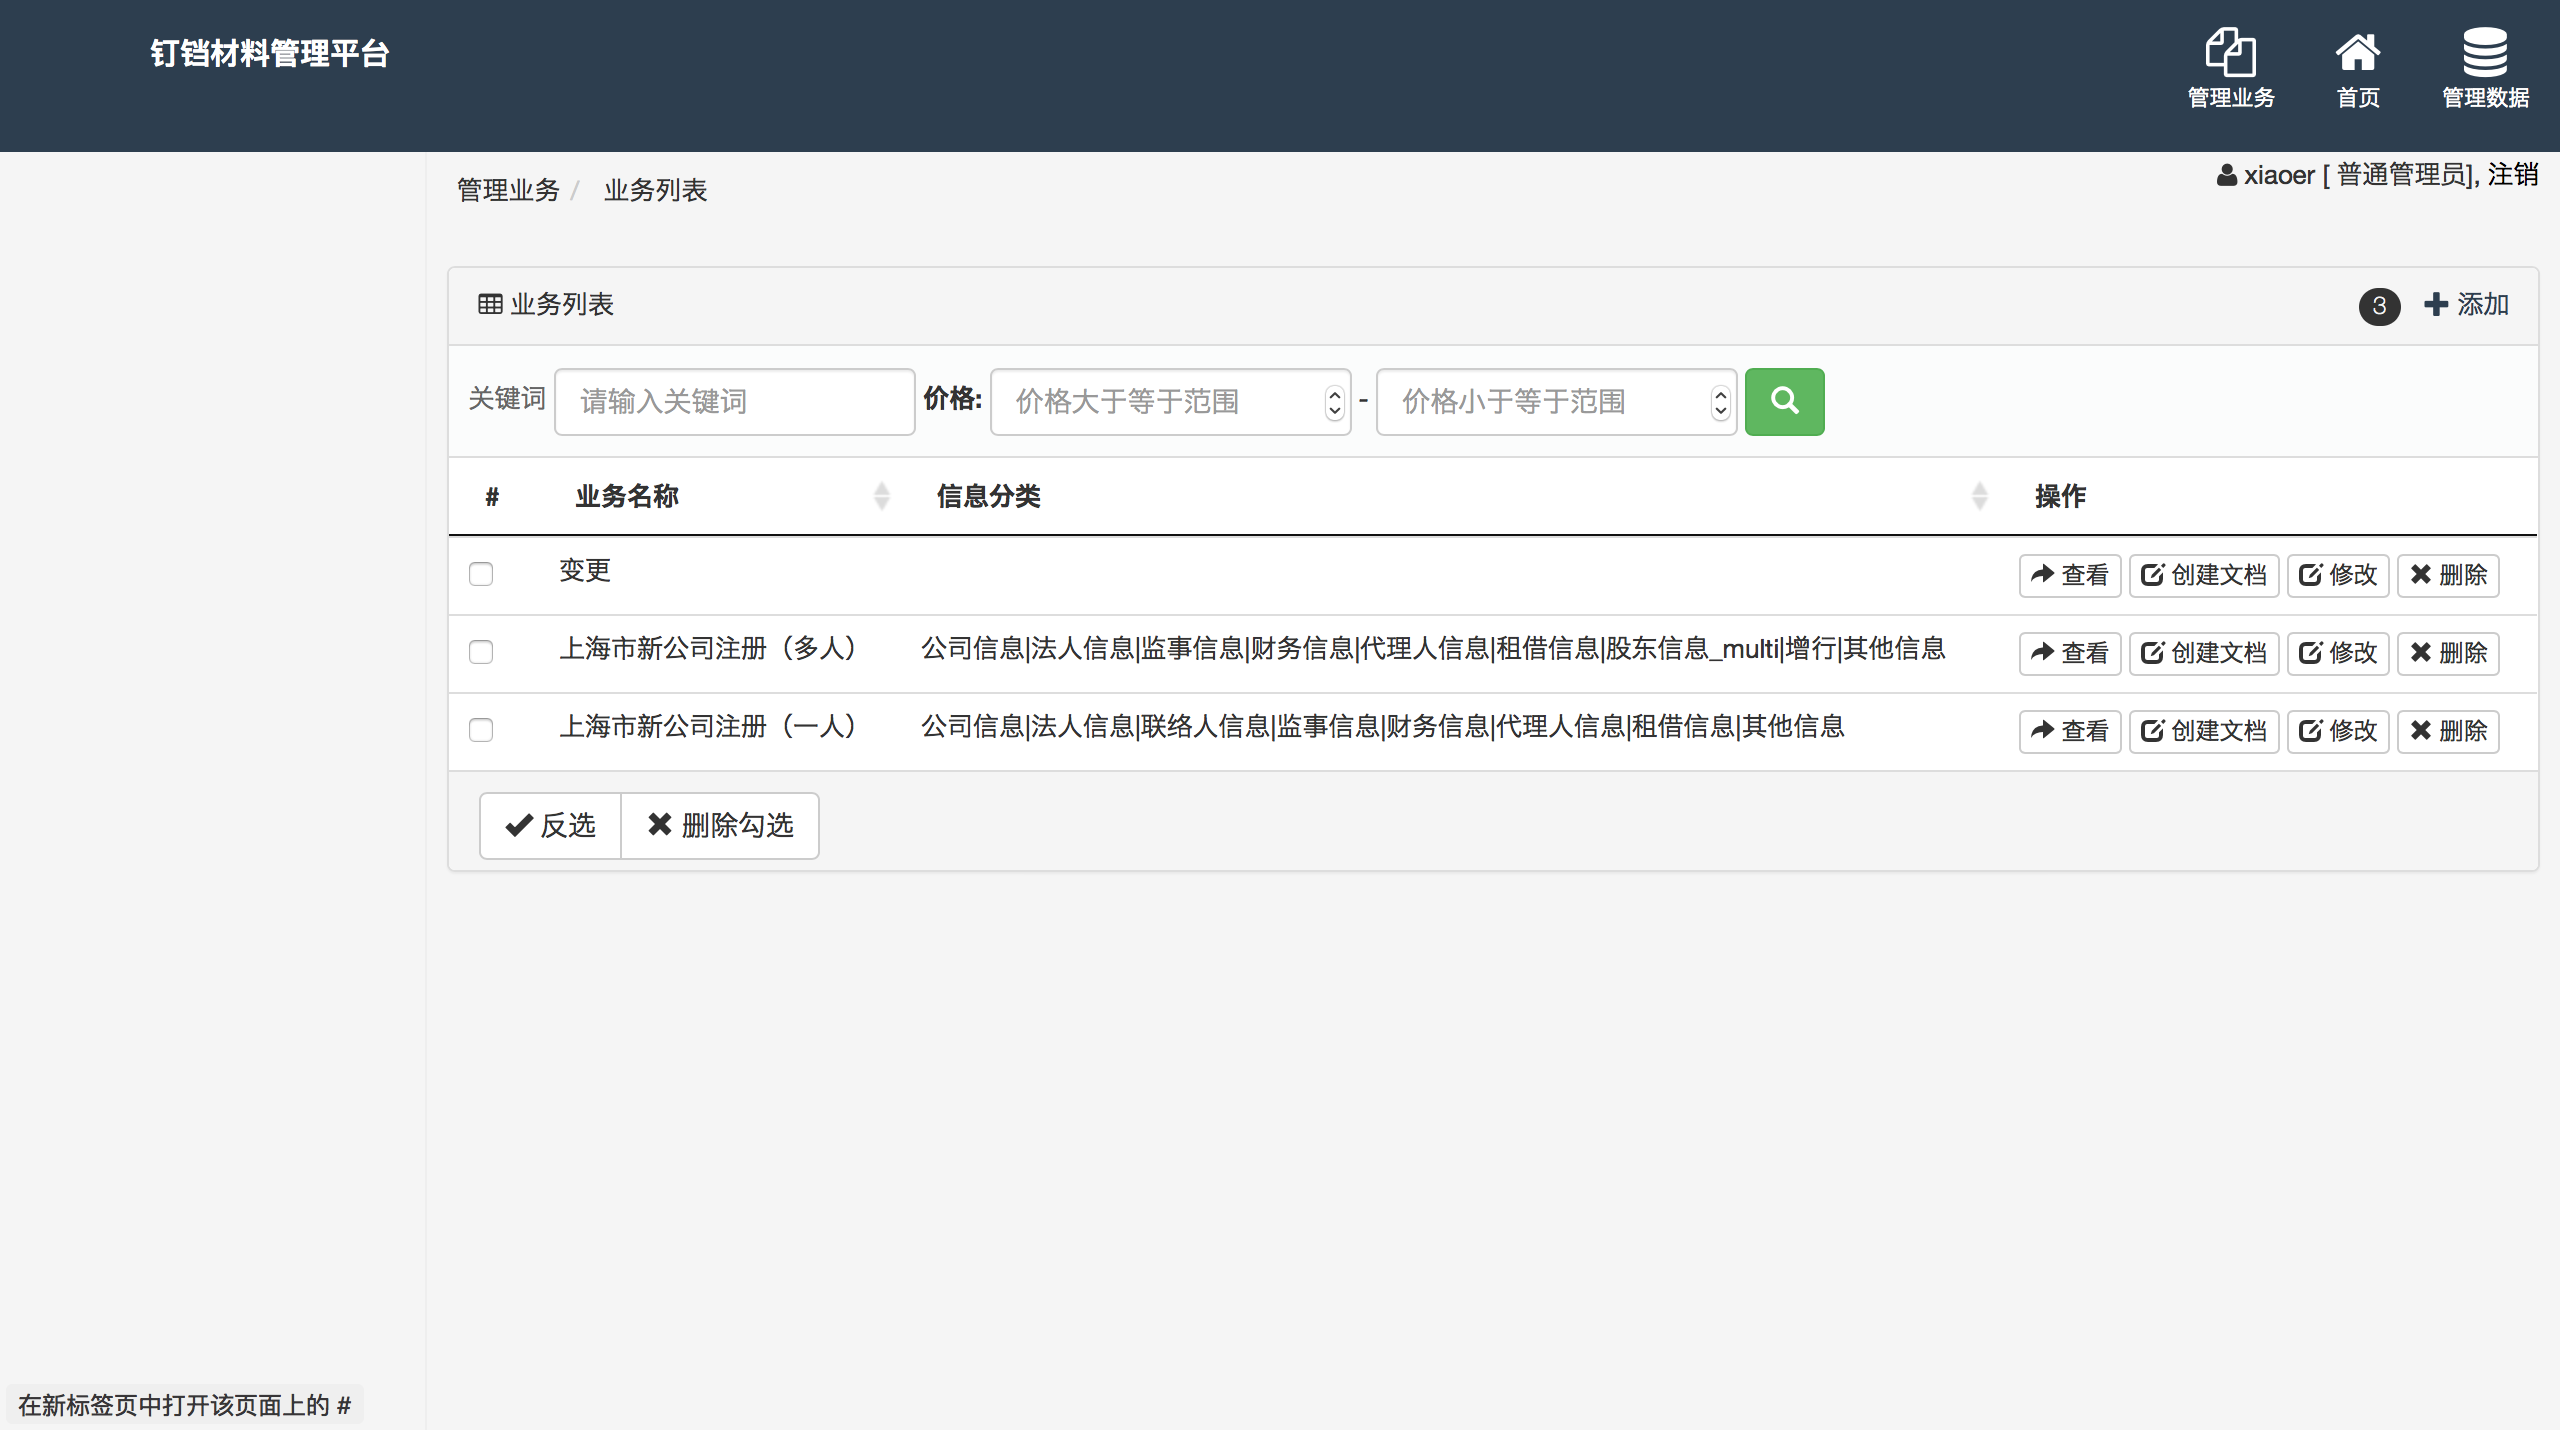 钉铛材料管理平台
管理业务 首页 管理数据
xiaoer [ 普通管理员], 注销
管理业务 / 业务列表
业务列表 3 添加
关键词 请输入关键词 价格: 价格大于等于范围 - 价格小于等于范围
# 业务名称 信息分类 操作
变更 查看 创建文档 修改 删除
上海市新公司注册（多人） 公司信息|法人信息|监事信息|财务信息|代理人信息|租借信息|股东信息_multi|增行|其他信息 查看 创建文档 修改 删除
上海市新公司注册（一人） 公司信息|法人信息|联络人信息|监事信息|财务信息|代理人信息|租借信息|其他信息 查看 创建文档 修改 删除
反选 删除勾选
在新标签页中打开该页面上的 #